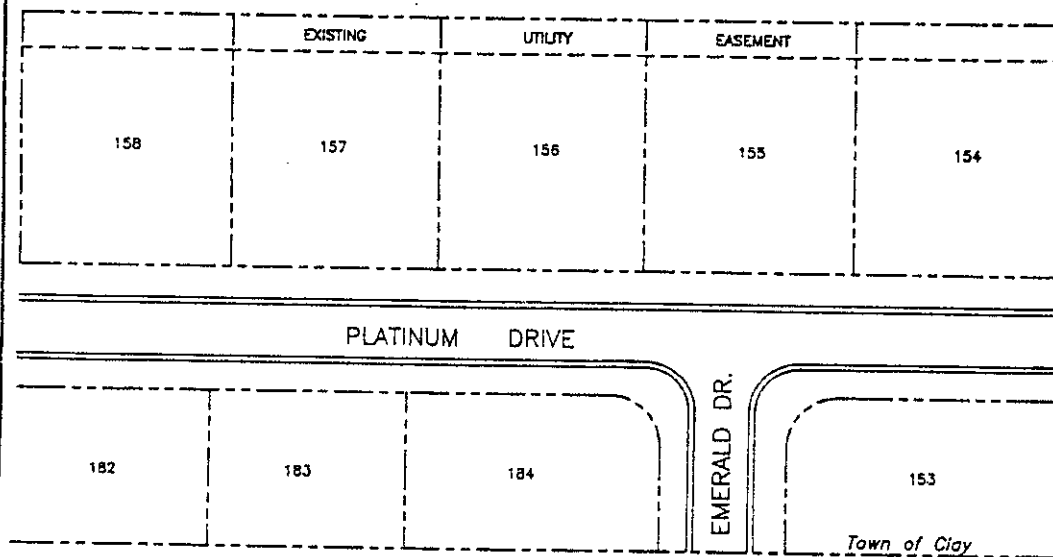 EXISTING UTILITY EASEMENT
158 157 156 155 154
PLATINUM DRIVE
EMERALD DR.
182 183 184 153
Town of Clay